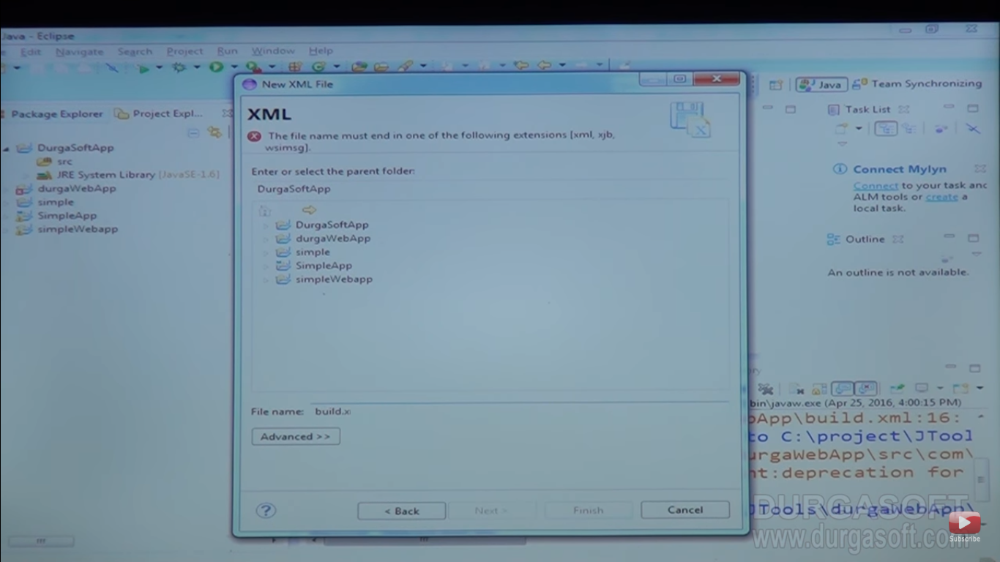 Java - Eclipse
Edit Navigate Search Project Run Window Help
New XML File
Java
Team Synchronizing
Package Explorer
Project Expl...
XML
The file name must end in one of the following extensions [xml, xjb,
wsimsg].
Task List
DurgaSoftApp
src
JRE System Library [JavaSE-1.6]
durgaWebApp
simple
SimpleApp
simpleWebapp
Enter or select the parent folder:
DurgaSoftApp
DurgaSoftApp
durgaWebApp
simple
SimpleApp
simpleWebapp
Connect Mylyn
Connect to your task and
ALM tools or create a
local task.
Outline
An outline is not available.
File name: build.x
Advanced >>
< Back
Next >
Finish
Cancel
bin\javaw.exe (Apr 25, 2016, 4:00:15 PM)
bApp\build.xml:16:
to C:\project\JTool
urgaWebApp\src\com\
nt:deprecation for
JTools\durgaWebApp\
DURGASOFT
www.durgasoft.com
Subscribe